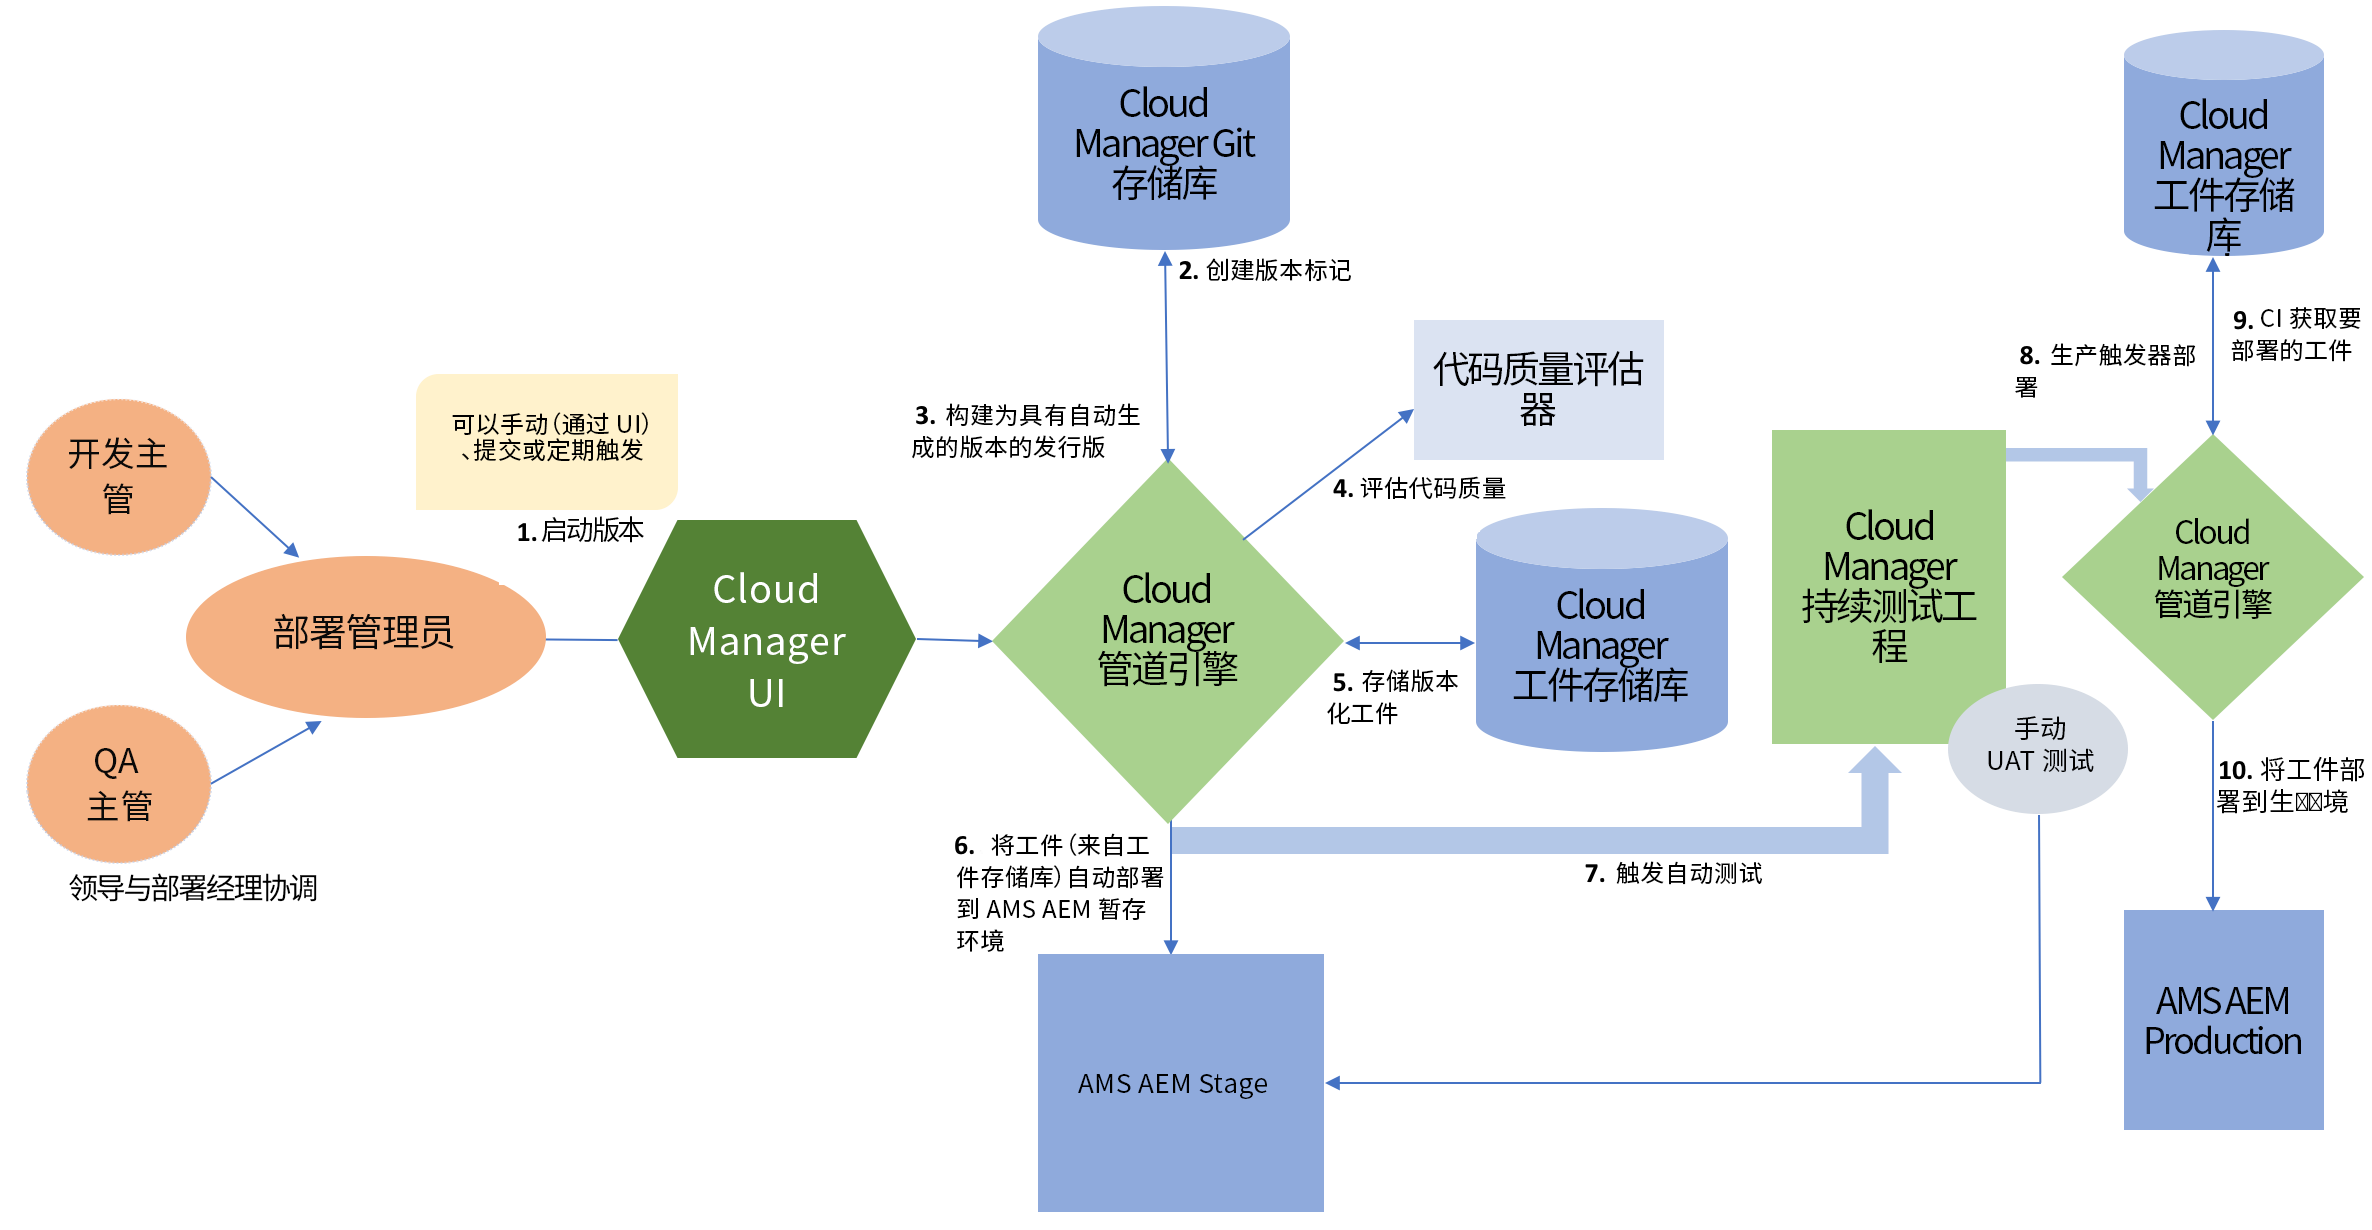 开发主
管
QA
主管
领导与部署经理协调
部署管理员
可以手动（通过 UI）
、提交或定期触发
1. 启动版本
Cloud
Manager
UI
Cloud
Manager Git
存储库
2. 创建版本标记
3. 构建为具有自动生
成的版本的发行版
Cloud
Manager
管道引擎
代码质量评估
器
4. 评估代码质量
Cloud
Manager
工件存储库
5. 存储版本
化工件
6. 将工件（来自工
件存储库）自动部署
到 AMS AEM 暂存
环境
AMS AEM Stage
7. 触发自动测试
Cloud
Manager
持续测试工
程
手动
UAT 测试
8. 生产触发器部
署
Cloud
Manager
工件存储
库
9. CI 获取要
部署的工件
Cloud
Manager
管道引擎
10. 将工件部
署到生境
AMS AEM
Production